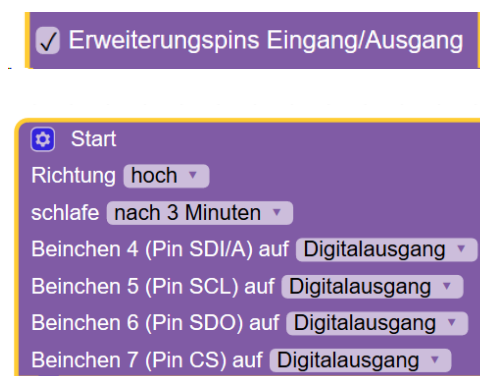 Erweiterungspins Eingang/Ausgang
Start
Richtung hoch
schlafe nach 3 Minuten
Beinchen 4 (Pin SDI/A) auf Digitalausgang
Beinchen 5 (Pin SCL) auf Digitalausgang
Beinchen 6 (Pin SDO) auf Digitalausgang
Beinchen 7 (Pin CS) auf Digitalausgang